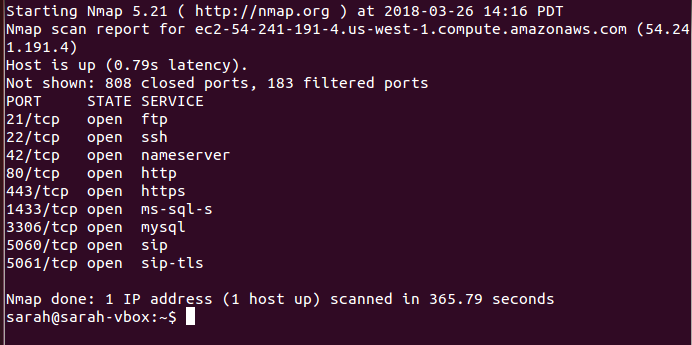 Starting Nmap 5.21 ( http://nmap.org ) at 2018-03-26 14:16 PDT
Nmap scan report for ec2-54-241-191-4.us-west-1.compute.amazonaws.com (54.24
1.191.4)
Host is up (0.79s latency).
Not shown: 808 closed ports, 183 filtered ports
PORT     STATE SERVICE
21/tcp   open  ftp
22/tcp   open  ssh
42/tcp   open  nameserver
80/tcp   open  http
443/tcp  open  https
1433/tcp open  ms-sql-s
3306/tcp open  mysql
5060/tcp open  sip
5061/tcp open  sip-tls
Nmap done: 1 IP address (1 host up) scanned in 365.79 seconds
sarah@sarah-vbox:~$